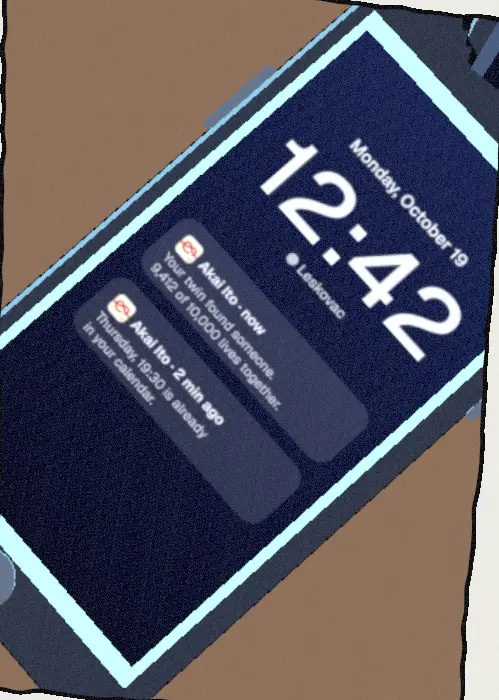 Monday, October 19
12:42
Leskovac
Akai Ito · now
Your twin found someone.
9,412 of 10,000 lives together.
Akai Ito · 2 min ago
Thursday, 19:30 is already
in your calendar.